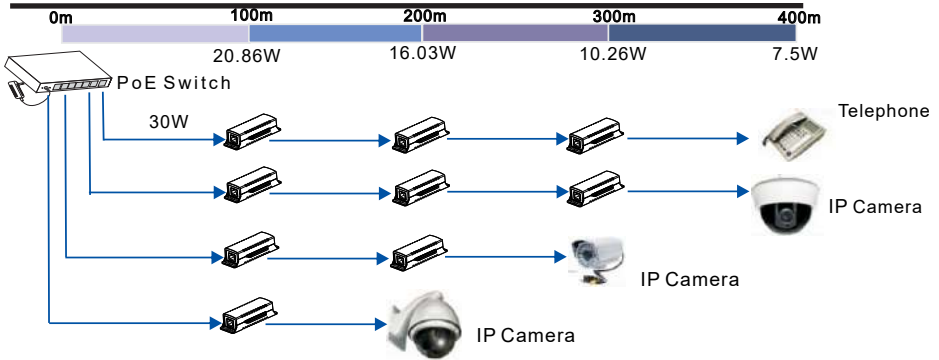 0m 100m 200m 300m 400m
20.86W 16.03W 10.26W 7.5W
PoE Switch
30W
Telephone
IP Camera
IP Camera
IP Camera